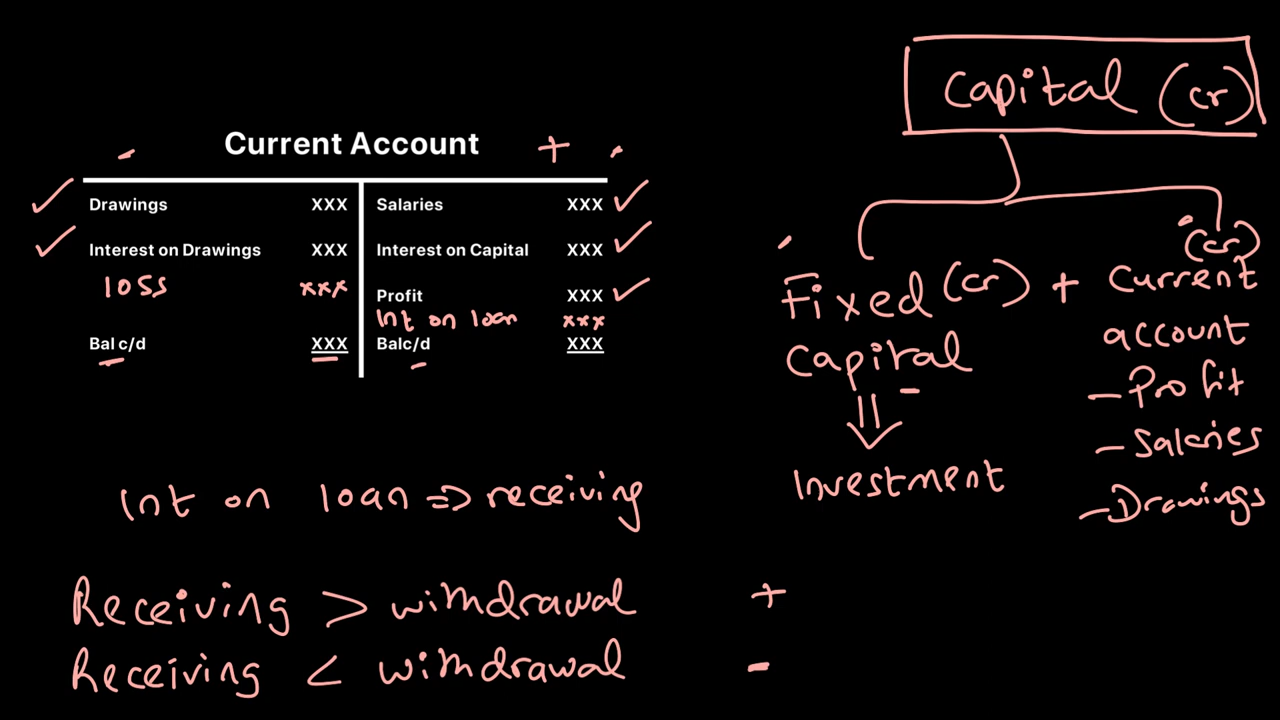 Capital (cr)
- Current Account + -
Drawings XXX Salaries XXX
Interest on Drawings XXX Interest on Capital XXX
loss xxx Profit XXX
Int on loan xxx
Bal c/d XXX Balc/d XXX
Fixed (cr) + Current (cr)
Capital account
- Profit
- Salaries
- Drawings
Investment
Int on loan => receiving
Receiving > withdrawal +
Receiving < withdrawal -